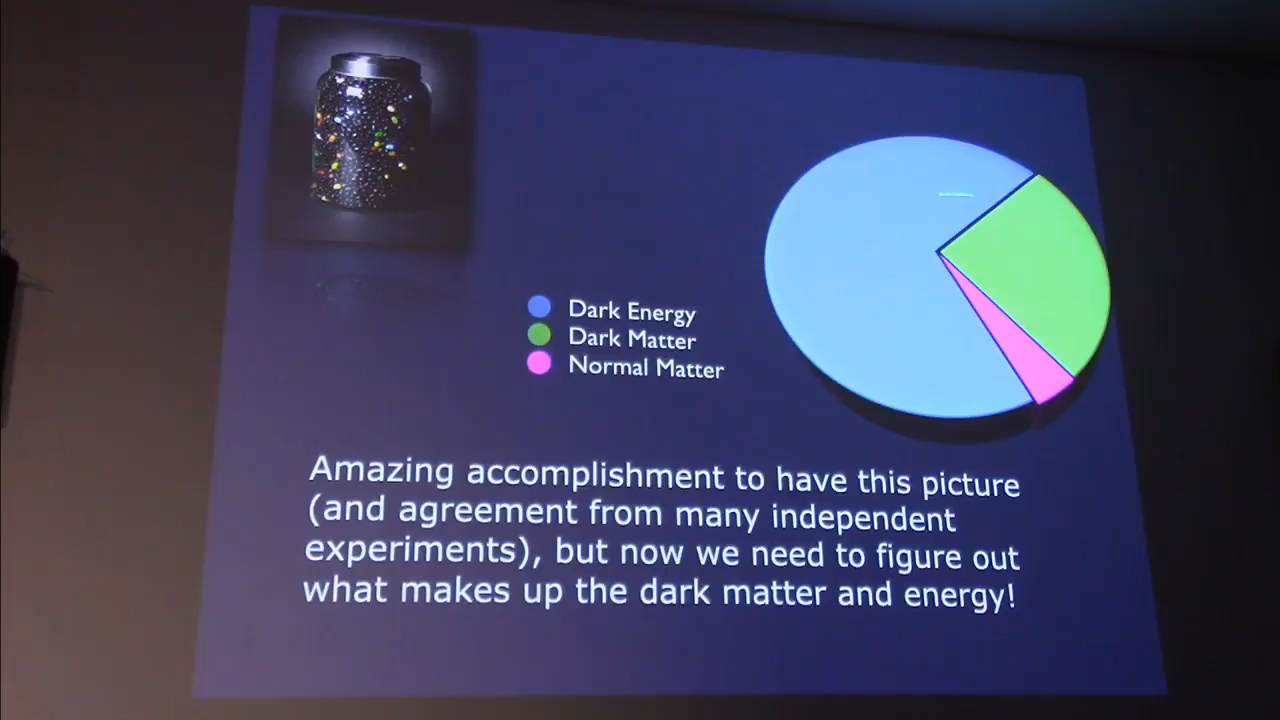 Dark Energy
Dark Matter
Normal Matter
Amazing accomplishment to have this picture
(and agreement from many independent
experiments), but now we need to figure out
what makes up the dark matter and energy!